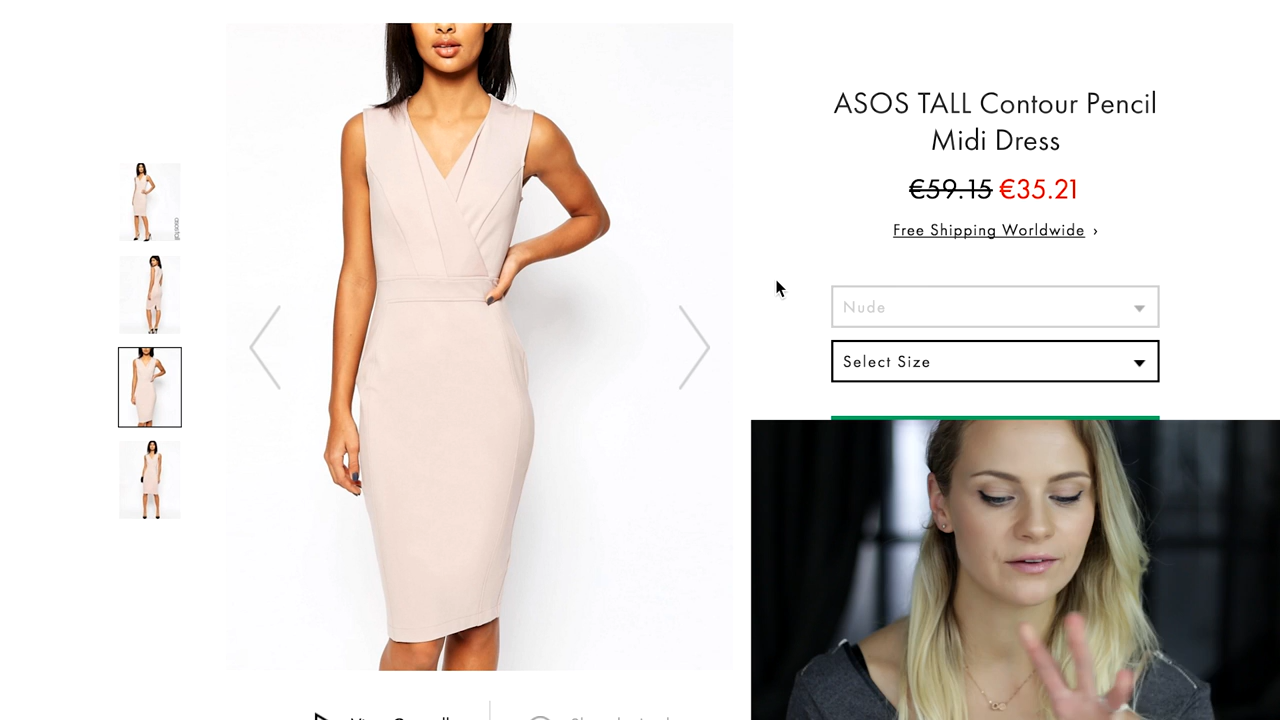 ASOS TALL Contour Pencil
Midi Dress
€59.15 €35.21
Free Shipping Worldwide ›
Nude
Select Size